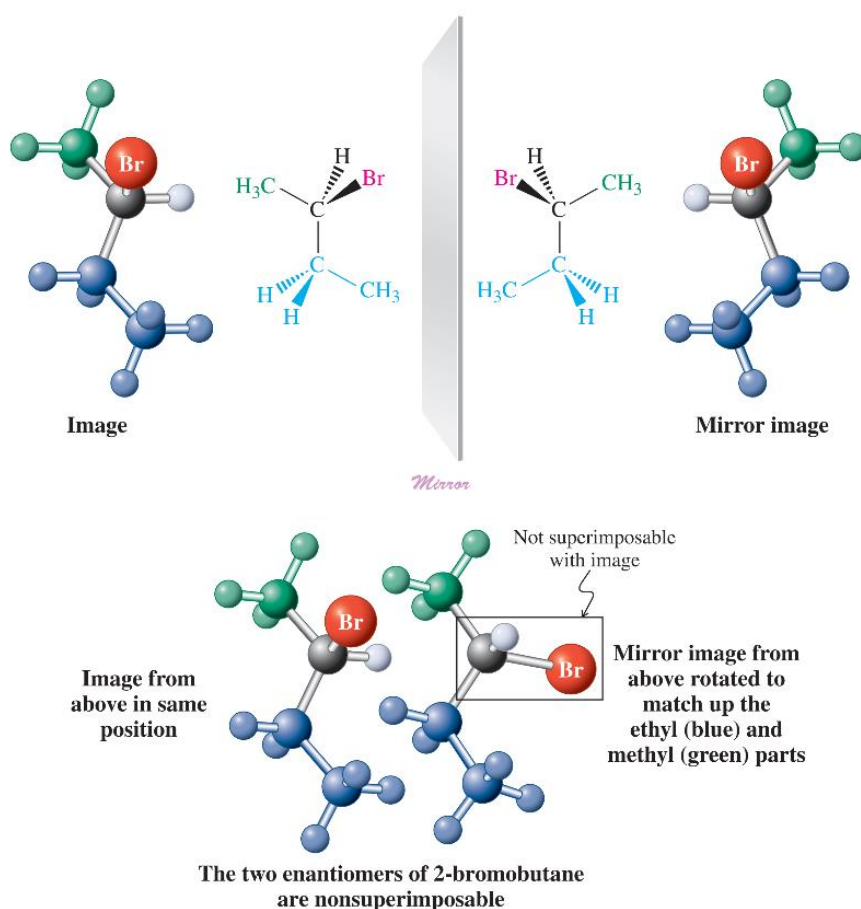 Br
H
H₃C
Br
C
C
H
H
CH₃
H
Br
CH₃
C
C
H₃C
H
H
Br
Image
Mirror image
Mirror
Not superimposable
with image
Br
Br
Image from
above in same
position
Mirror image from
above rotated to
match up the
ethyl (blue) and
methyl (green) parts
The two enantiomers of 2-bromobutane
are nonsuperimposable